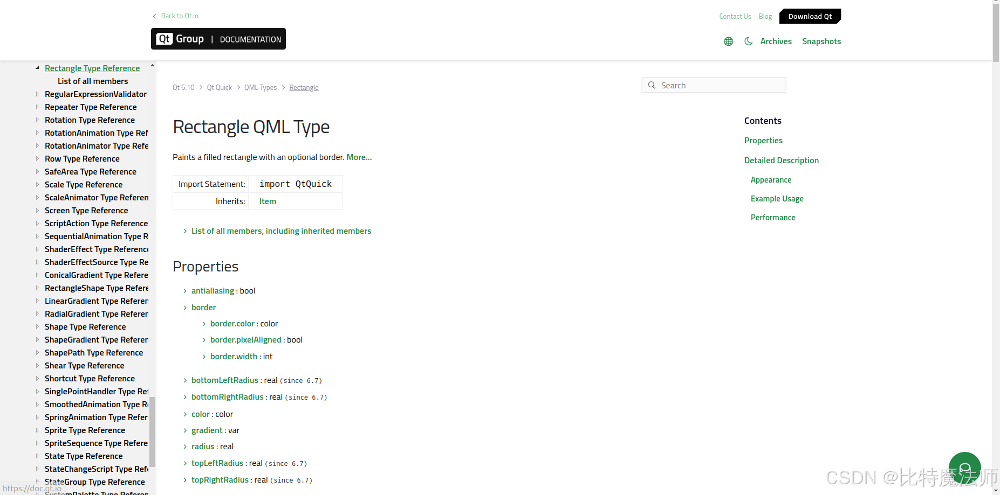 Back to Qt.io
Contact Us Blog Download Qt
Qt Group | DOCUMENTATION
Archives Snapshots
Rectangle Type Reference
List of all members
RegularExpressionValidator
Repeater Type Reference
Rotation Type Reference
RotationAnimation Type Ref
RotationAnimator Type Refe
Row Type Reference
SafeArea Type Reference
Scale Type Reference
ScaleAnimator Type Referen
Screen Type Reference
ScriptAction Type Reference
SequentialAnimation Type R
ShaderEffect Type Reference
ShaderEffectSource Type Re
ConicalGradient Type Refere
RectangleShape Type Refere
LinearGradient Type Referen
RadialGradient Type Referen
Shape Type Reference
ShapeGradient Type Referen
ShapePath Type Reference
Shear Type Reference
Shortcut Type Reference
SinglePointHandler Type Ref
SmoothedAnimation Type Re
SpringAnimation Type Refer
Sprite Type Reference
SpriteSequence Type Refere
State Type Reference
StateChangeScript Type Refe
StateGroup Type Reference
SystemPalette Type Referen
https://doc.qt.io
Qt 6.10 > Qt Quick > QML Types > Rectangle
Search
Rectangle QML Type
Paints a filled rectangle with an optional border. More...
Import Statement: import QtQuick
Inherits: Item
List of all members, including inherited members
Properties
antialiasing : bool
border
border.color : color
border.pixelAligned : bool
border.width : int
bottomLeftRadius : real (since 6.7)
bottomRightRadius : real (since 6.7)
color : color
gradient : var
radius : real
topLeftRadius : real (since 6.7)
topRightRadius : real (since 6.7)
Contents
Properties
Detailed Description
Appearance
Example Usage
Performance
CSDN @比特魔法师